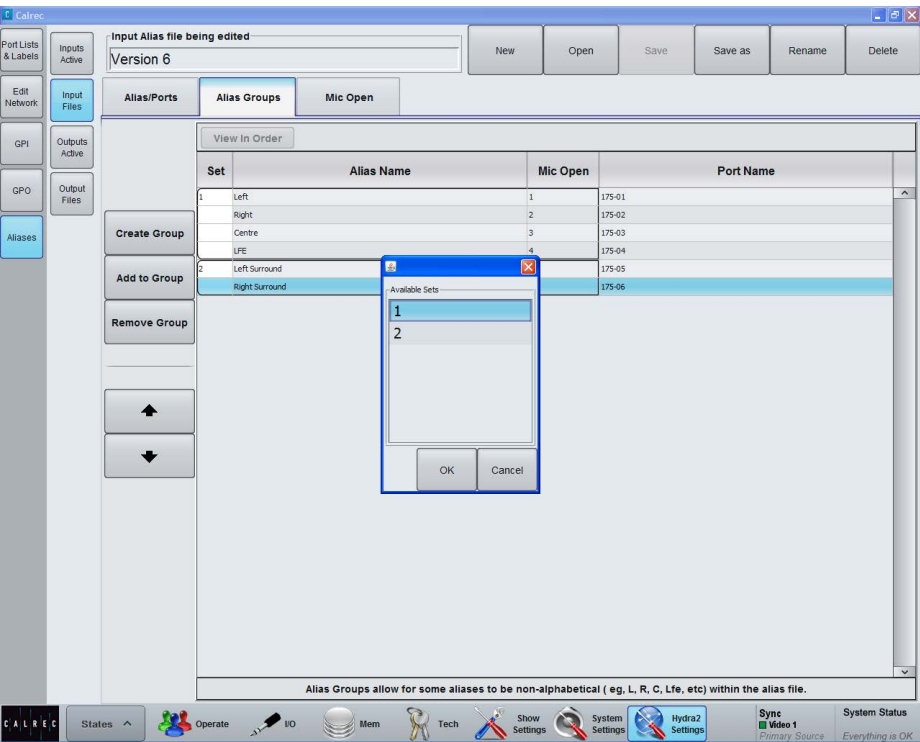 Calrec
Port Lists
& Labels
Edit
Network
GPI
GPO
Aliases
Inputs
Active
Input
Files
Outputs
Active
Output
Files
Input Alias file being edited
Version 6
New
Open
Save
Save as
Rename
Delete
Alias/Ports
Alias Groups
Mic Open
View In Order
Set Alias Name Mic Open Port Name
1 Left 1 175-01
Right 2 175-02
Centre 3 175-03
LFE 4 175-04
2 Left Surround 175-05
Right Surround 175-06
Create Group
Add to Group
Remove Group
Available Sets
1
2
OK
Cancel
Alias Groups allow for some aliases to be non-alphabetical ( eg, L, R, C, Lfe, etc) within the alias file.
CALREC
States
Operate
I/O
Mem
Tech
Show
Settings
System
Settings
Hydra2
Settings
Sync
Video 1
Primary Source
System Status
Everything is OK